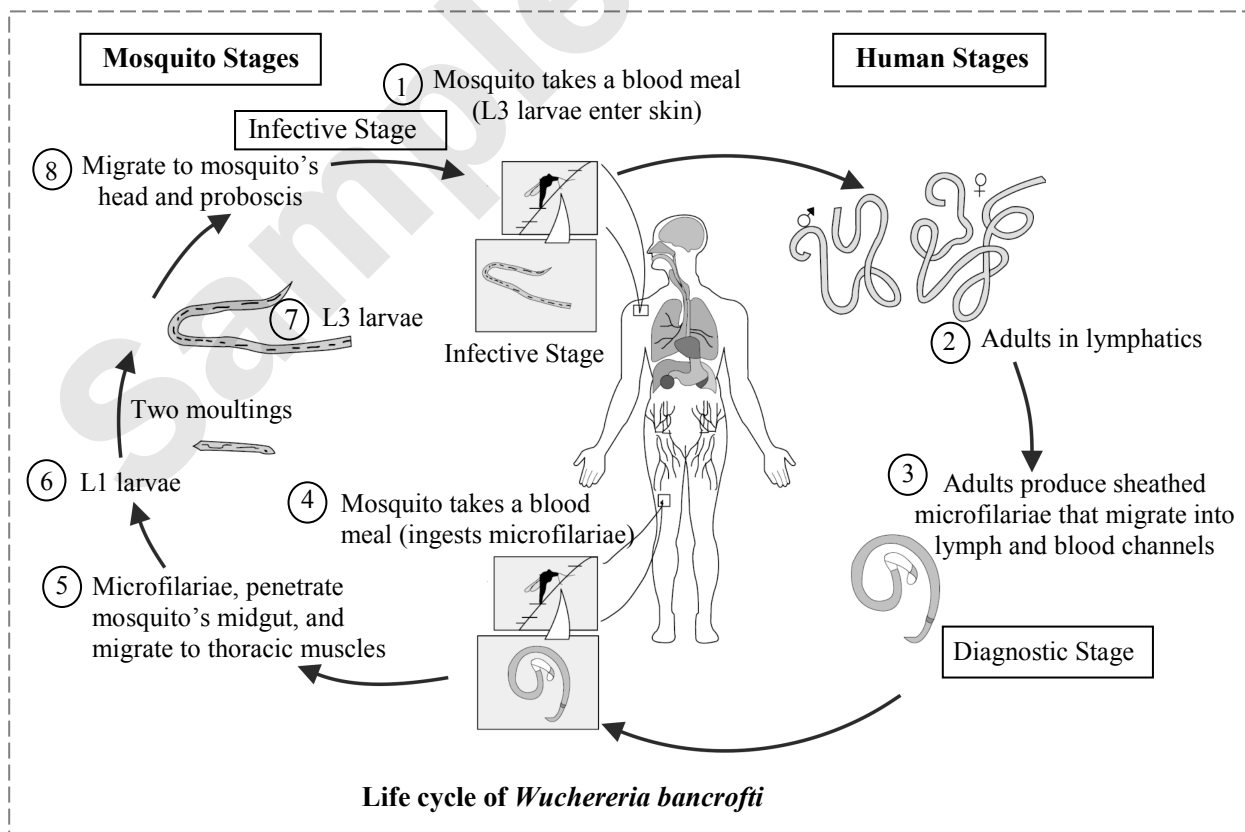 Sample
Mosquito Stages
Human Stages
1 Mosquito takes a blood meal
(L3 larvae enter skin)
Infective Stage
8 Migrate to mosquito's
head and proboscis
♂
♀
7 L3 larvae
Infective Stage
2 Adults in lymphatics
Two moultings
6 L1 larvae
4 Mosquito takes a blood
meal (ingests microfilariae)
3 Adults produce sheathed
microfilariae that migrate into
lymph and blood channels
5 Microfilariae, penetrate
mosquito's midgut, and
migrate to thoracic muscles
Diagnostic Stage
Life cycle of Wuchereria bancrofti